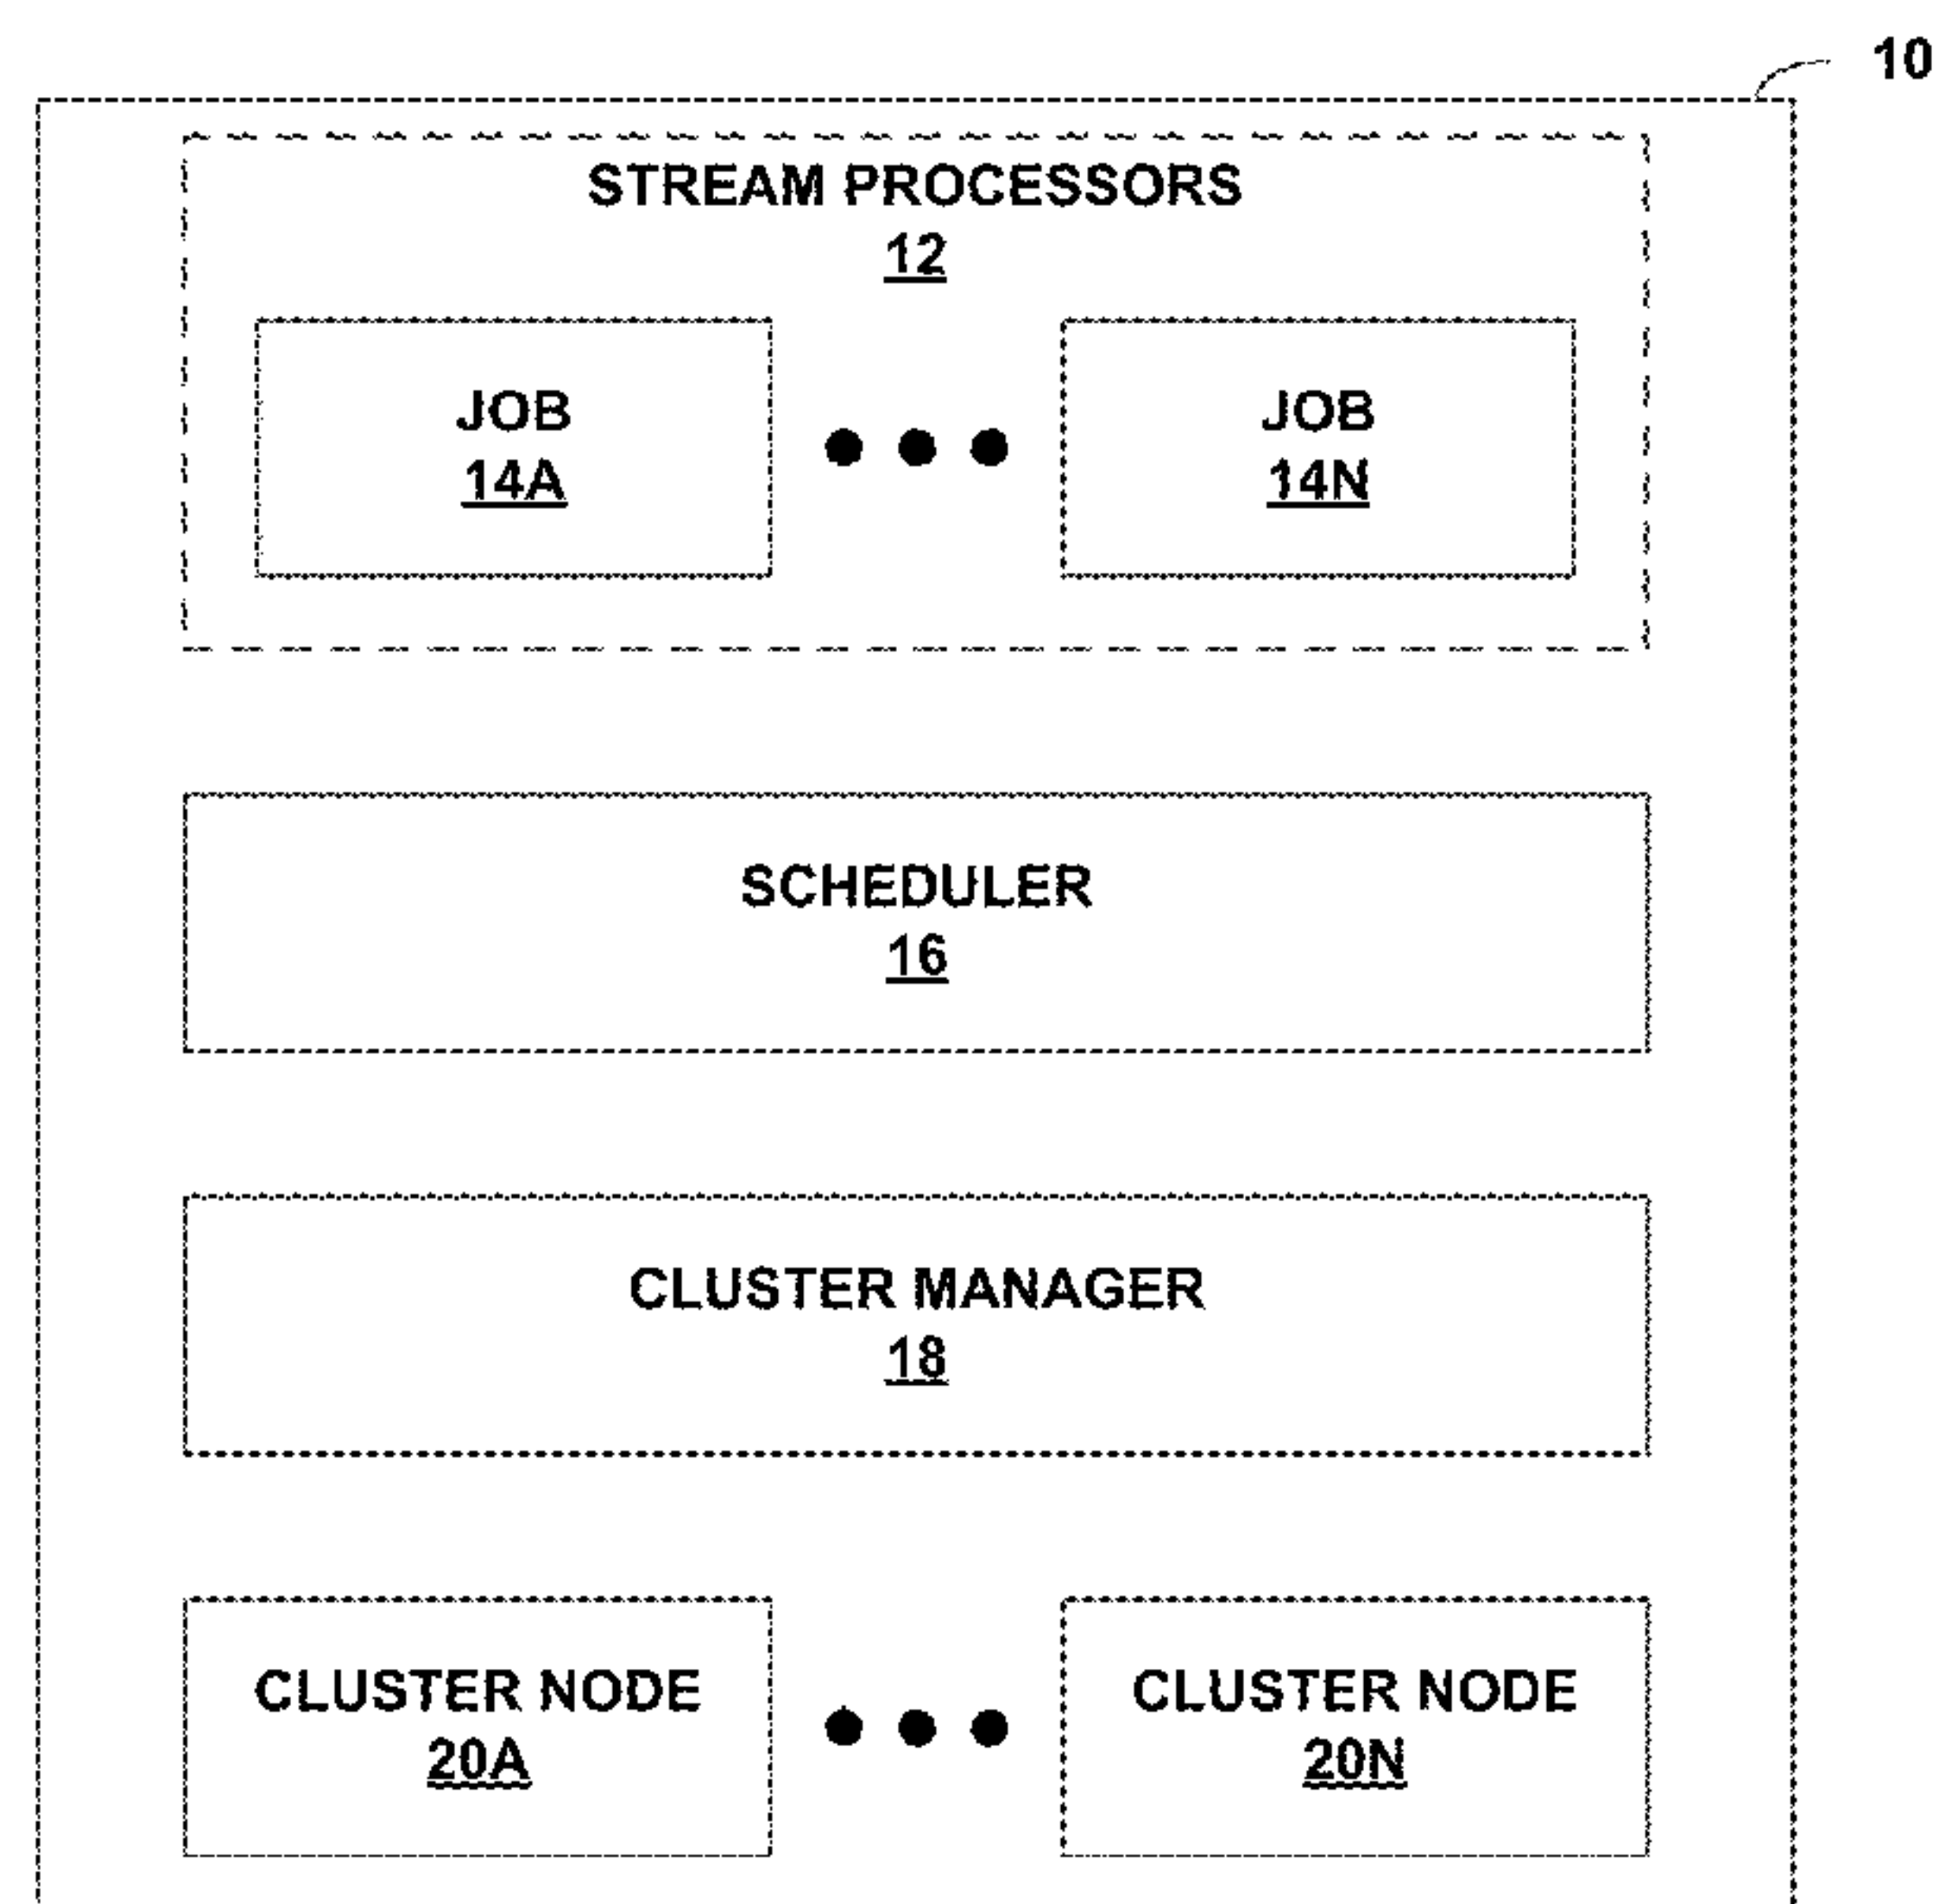 10
STREAM PROCESSORS
12
JOB
14A
JOB
14N
SCHEDULER
16
CLUSTER MANAGER
18
CLUSTER NODE
20A
CLUSTER NODE
20N